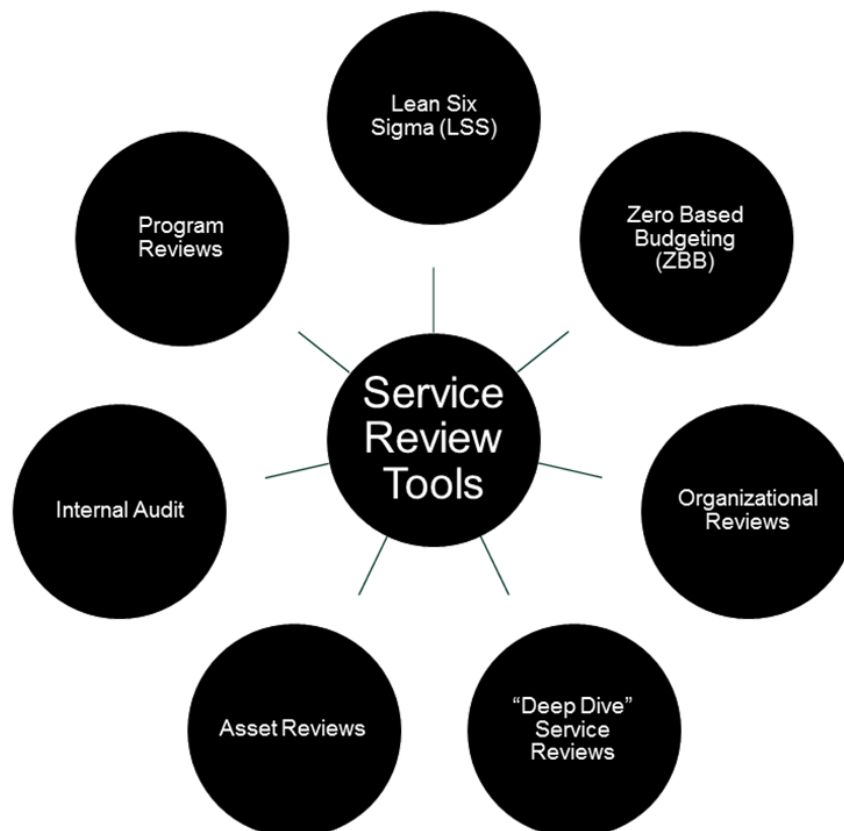 Lean Six
Sigma (LSS)
Zero Based
Budgeting
(ZBB)
Organizational
Reviews
“Deep Dive”
Service
Reviews
Asset Reviews
Internal Audit
Program
Reviews
Service
Review
Tools